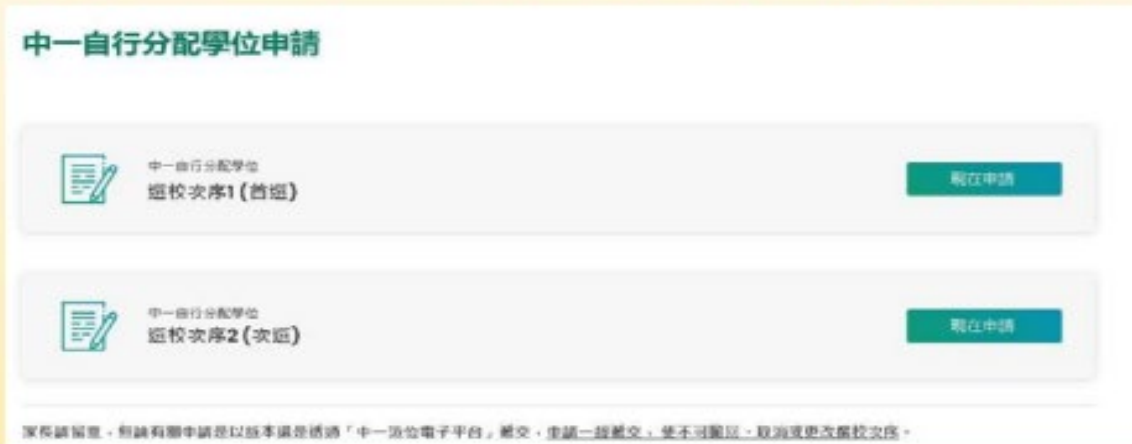 中一自行分配學位申請
中一自行分配學位
選校次序1 (首選)
現在申請
中一自行分配學位
選校次序2 (次選)
現在申請
家長請留意，無論有關申請是以紙本還是透過「中一派位電子平台」遞交，申請一經遞交，便不可撤回、取消或更改選校次序。